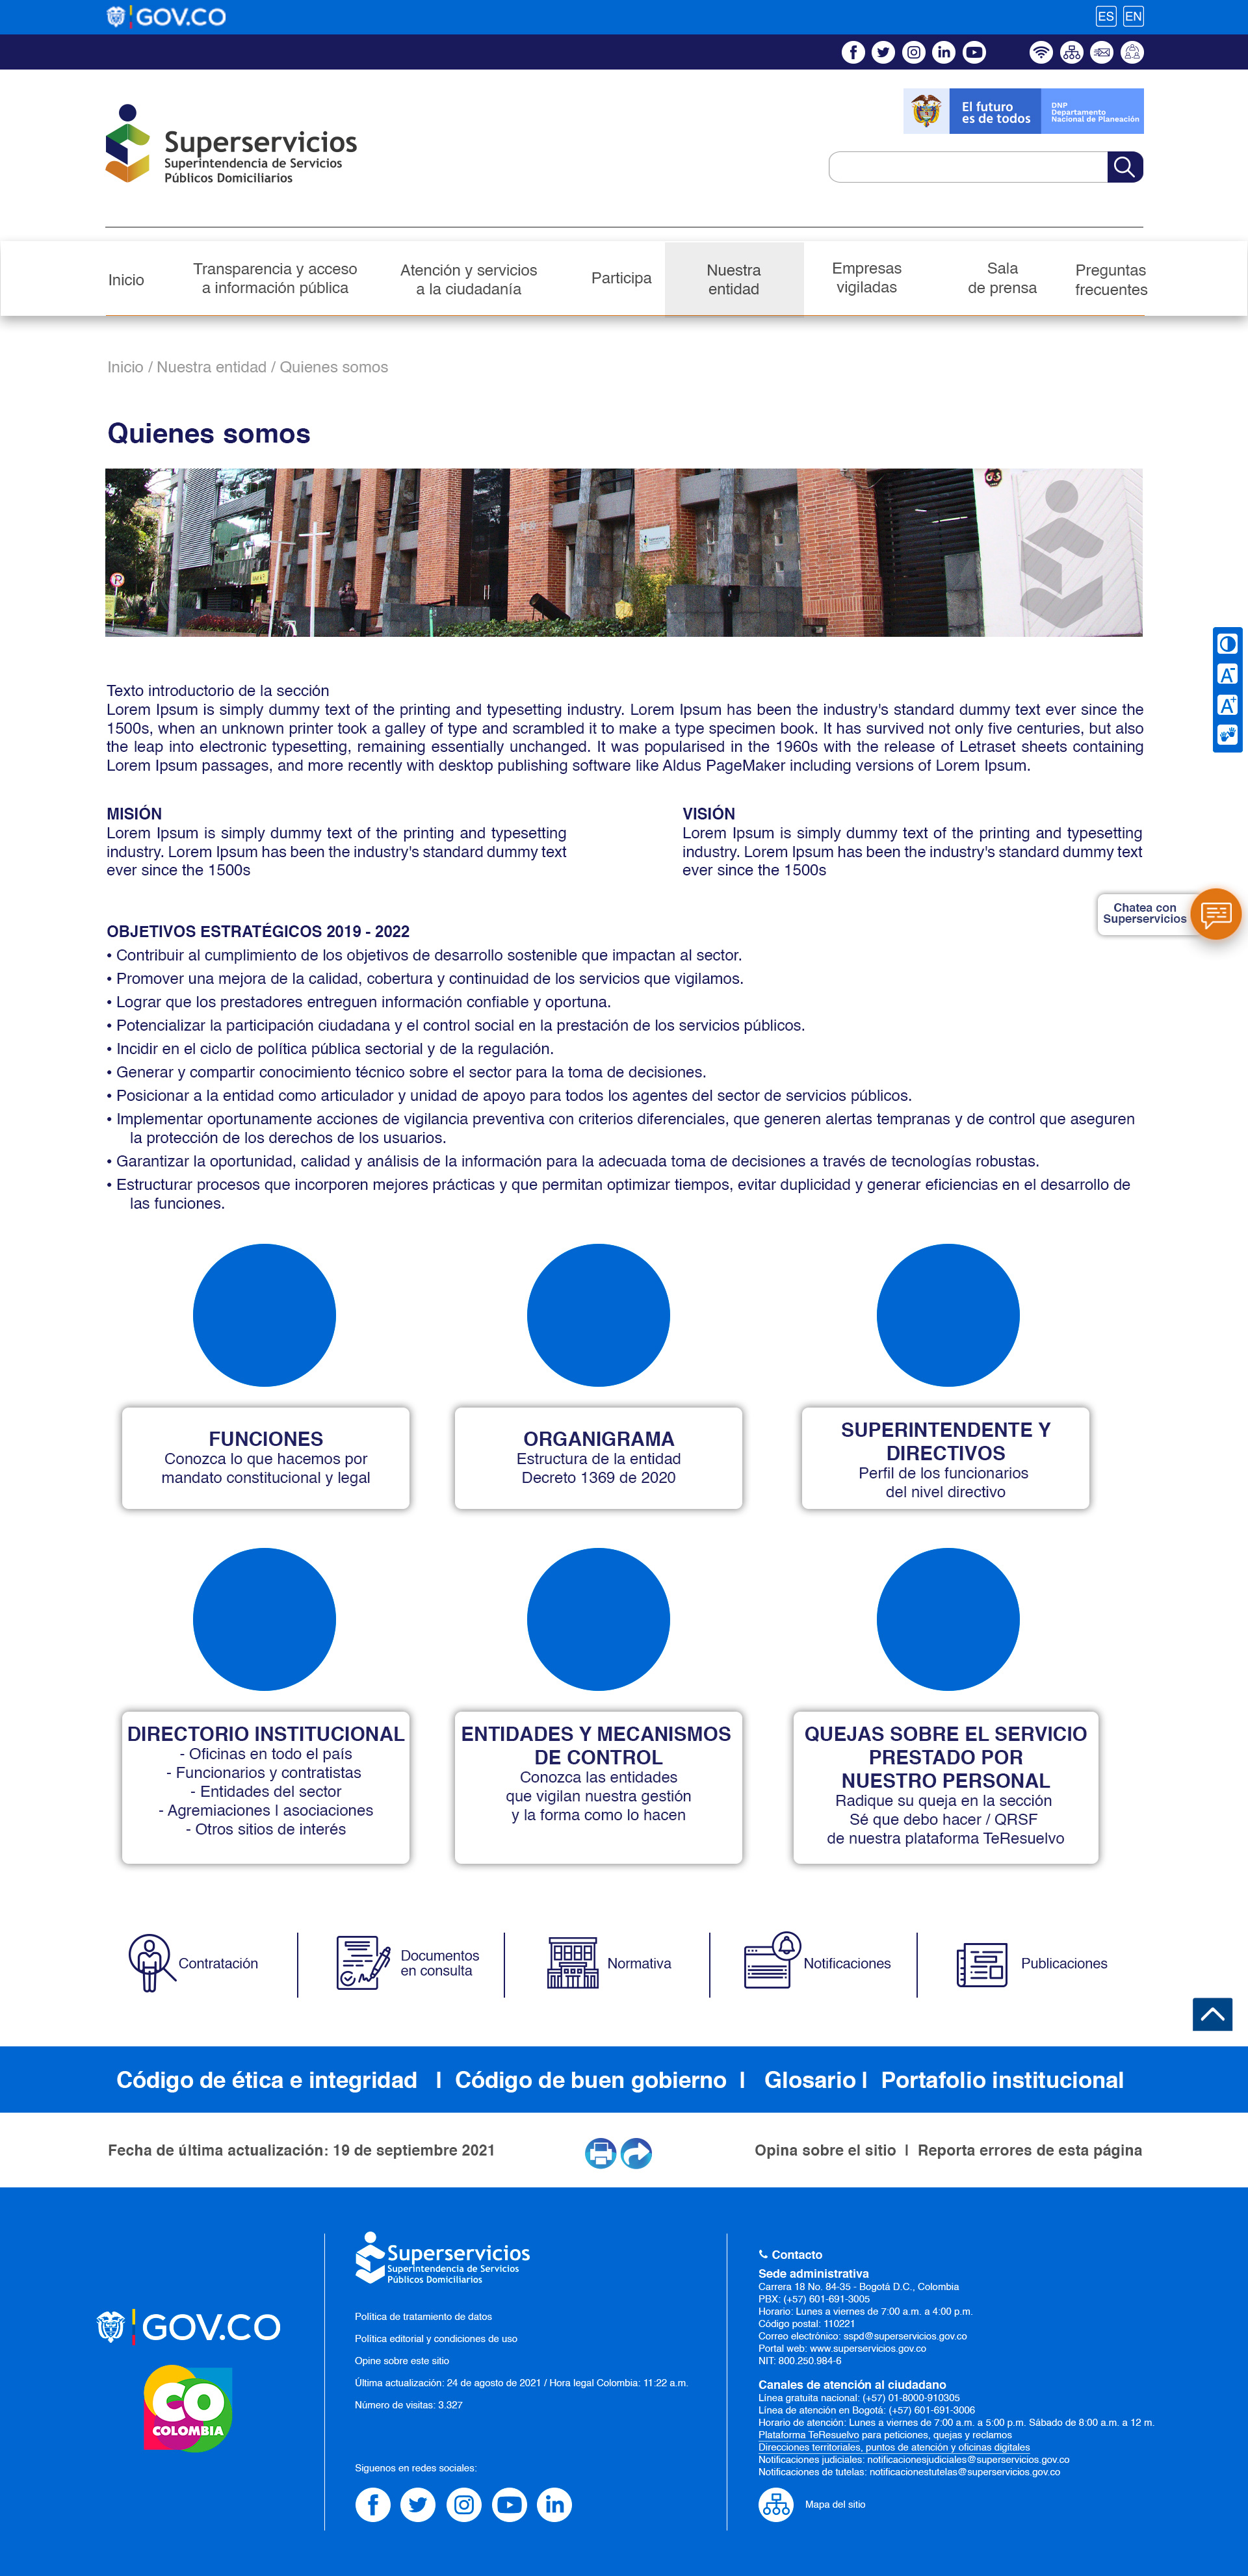 GOV.CO
ES EN
El futuro
es de todos
DNP
Departamento
Nacional de Planeación
Superservicios
Superintendencia de Servicios
Públicos Domiciliarios
Inicio
Transparencia y acceso
a información pública
Atención y servicios
a la ciudadanía
Participa
Nuestra
entidad
Empresas
vigiladas
Sala
de prensa
Preguntas
frecuentes
Inicio / Nuestra entidad / Quienes somos
Quienes somos
Texto introductorio de la sección
Lorem Ipsum is simply dummy text of the printing and typesetting industry. Lorem Ipsum has been the industry's standard dummy text ever since the
1500s, when an unknown printer took a galley of type and scrambled it to make a type specimen book. It has survived not only five centuries, but also
the leap into electronic typesetting, remaining essentially unchanged. It was popularised in the 1960s with the release of Letraset sheets containing
Lorem Ipsum passages, and more recently with desktop publishing software like Aldus PageMaker including versions of Lorem Ipsum.
A-
A+
MISIÓN
Lorem Ipsum is simply dummy text of the printing and typesetting
industry. Lorem Ipsum has been the industry's standard dummy text
ever since the 1500s
VISIÓN
Lorem Ipsum is simply dummy text of the printing and typesetting
industry. Lorem Ipsum has been the industry's standard dummy text
ever since the 1500s
Chatea con
Superservicios
OBJETIVOS ESTRATÉGICOS 2019 - 2022
• Contribuir al cumplimiento de los objetivos de desarrollo sostenible que impactan al sector.
• Promover una mejora de la calidad, cobertura y continuidad de los servicios que vigilamos.
• Lograr que los prestadores entreguen información confiable y oportuna.
• Potencializar la participación ciudadana y el control social en la prestación de los servicios públicos.
• Incidir en el ciclo de política pública sectorial y de la regulación.
• Generar y compartir conocimiento técnico sobre el sector para la toma de decisiones.
• Posicionar a la entidad como articulador y unidad de apoyo para todos los agentes del sector de servicios públicos.
• Implementar oportunamente acciones de vigilancia preventiva con criterios diferenciales, que generen alertas tempranas y de control que aseguren
la protección de los derechos de los usuarios.
• Garantizar la oportunidad, calidad y análisis de la información para la adecuada toma de decisiones a través de tecnologías robustas.
• Estructurar procesos que incorporen mejores prácticas y que permitan optimizar tiempos, evitar duplicidad y generar eficiencias en el desarrollo de
las funciones.
FUNCIONES
Conozca lo que hacemos por
mandato constitucional y legal
ORGANIGRAMA
Estructura de la entidad
Decreto 1369 de 2020
SUPERINTENDENTE Y
DIRECTIVOS
Perfil de los funcionarios
del nivel directivo
DIRECTORIO INSTITUCIONAL
- Oficinas en todo el país
- Funcionarios y contratistas
- Entidades del sector
- Agremiaciones I asociaciones
- Otros sitios de interés
ENTIDADES Y MECANISMOS
DE CONTROL
Conozca las entidades
que vigilan nuestra gestión
y la forma como lo hacen
QUEJAS SOBRE EL SERVICIO
PRESTADO POR
NUESTRO PERSONAL
Radique su queja en la sección
Sé que debo hacer / QRSF
de nuestra plataforma TeResuelvo
Contratación
Documentos
en consulta
Normativa
Notificaciones
Publicaciones
Código de ética e integridad I Código de buen gobierno I Glosario I Portafolio institucional
Fecha de última actualización: 19 de septiembre 2021
Opina sobre el sitio I Reporta errores de esta página
GOV.CO
CO
COLOMBIA
Superservicios
Superintendencia de Servicios
Públicos Domiciliarios
Política de tratamiento de datos
Política editorial y condiciones de uso
Opine sobre este sitio
Última actualización: 24 de agosto de 2021 / Hora legal Colombia: 11:22 a.m.
Número de visitas: 3.327
Siguenos en redes sociales:
Contacto
Sede administrativa
Carrera 18 No. 84-35 - Bogotá D.C., Colombia
PBX: (+57) 601-691-3005
Horario: Lunes a viernes de 7:00 a.m. a 4:00 p.m.
Código postal: 110221
Correo electrónico: sspd@superservicios.gov.co
Portal web: www.superservicios.gov.co
NIT: 800.250.984-6
Canales de atención al ciudadano
Línea gratuita nacional: (+57) 01-8000-910305
Línea de atención en Bogotá: (+57) 601-691-3006
Horario de atención: Lunes a viernes de 7:00 a.m. a 5:00 p.m. Sábado de 8:00 a.m. a 12 m.
Plataforma TeResuelvo para peticiones, quejas y reclamos
Direcciones territoriales, puntos de atención y oficinas digitales
Notificaciones judiciales: notificacionesjudiciales@superservicios.gov.co
Notificaciones de tutelas: notificacionestutelas@superservicios.gov.co
Mapa del sitio